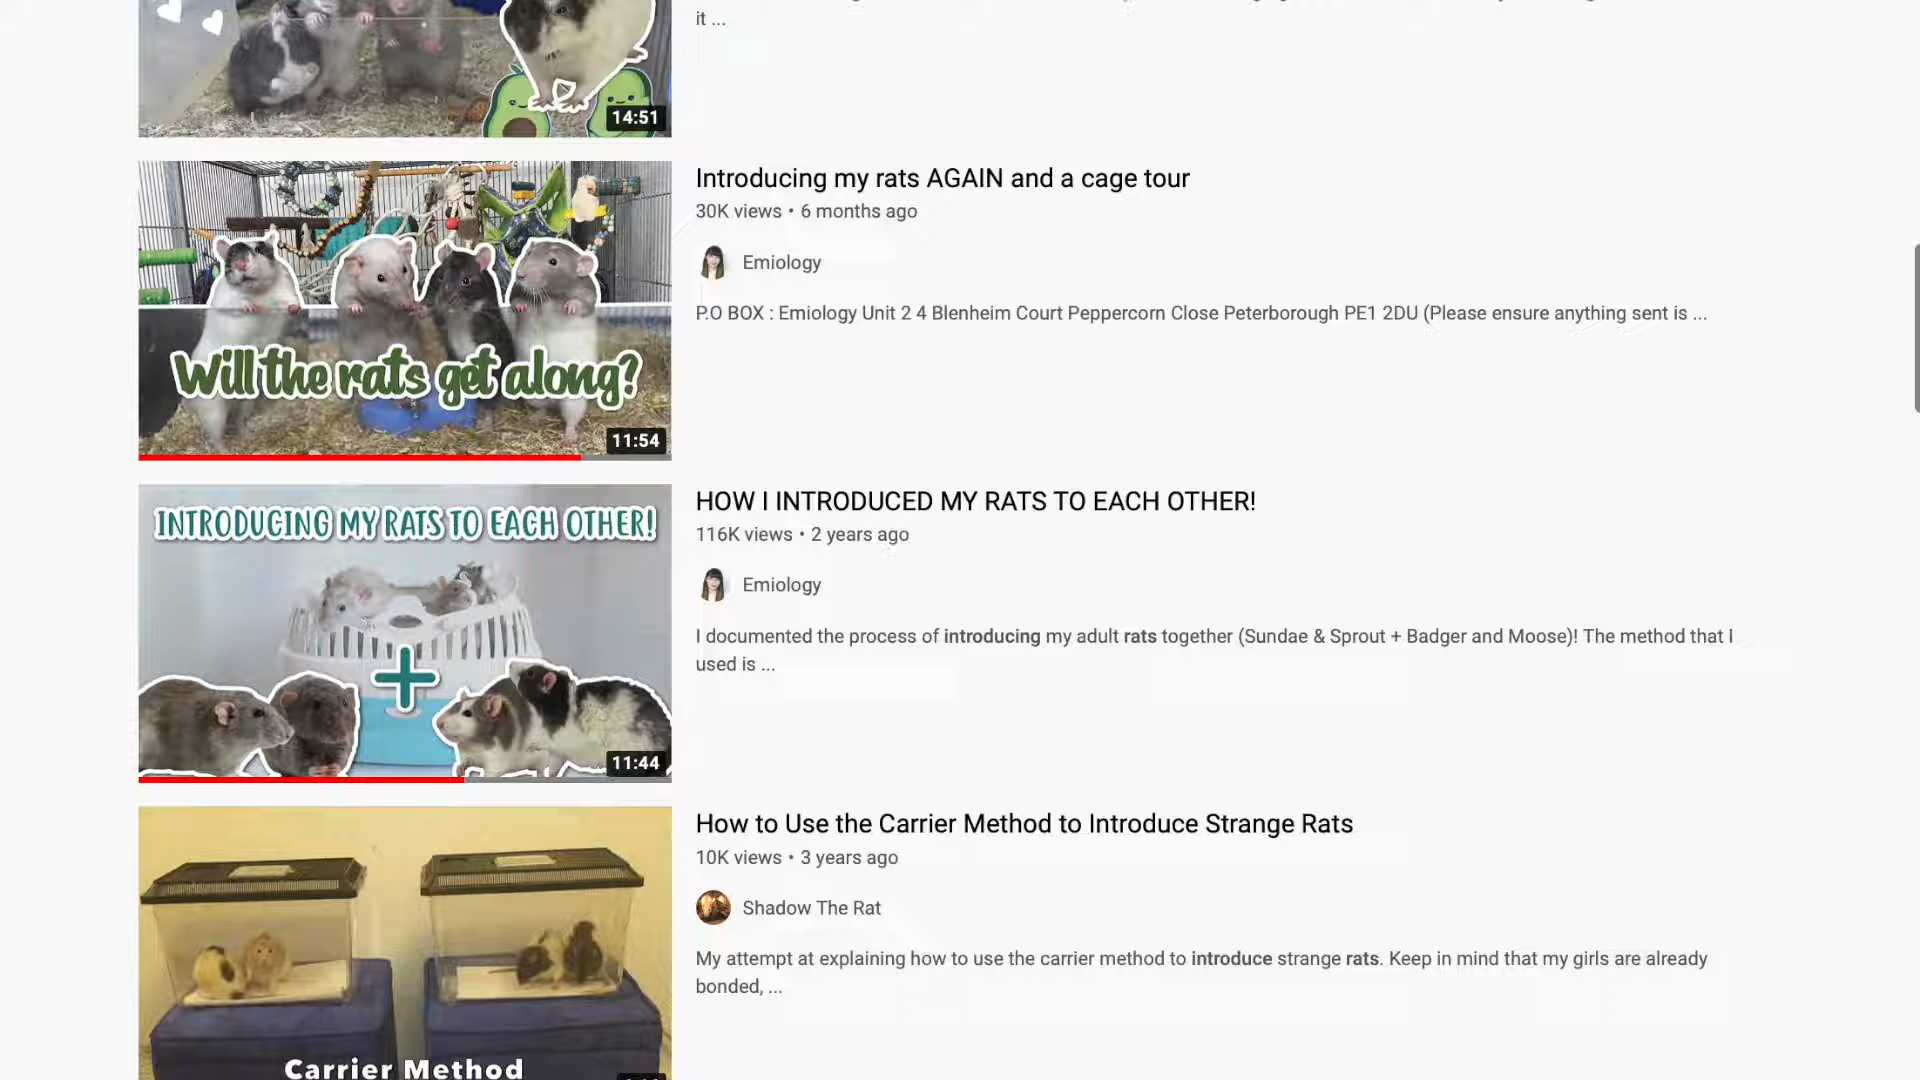 it ...
14:51
Introducing my rats AGAIN and a cage tour
30K views • 6 months ago
Emiology
P.O BOX : Emiology Unit 2 4 Blenheim Court Peppercorn Close Peterborough PE1 2DU (Please ensure anything sent is ...
Will the rats get along?
11:54
INTRODUCING MY RATS TO EACH OTHER!
HOW I INTRODUCED MY RATS TO EACH OTHER!
116K views • 2 years ago
Emiology
I documented the process of introducing my adult rats together (Sundae & Sprout + Badger and Moose)! The method that I
used is ...
+
11:44
How to Use the Carrier Method to Introduce Strange Rats
10K views • 3 years ago
Shadow The Rat
My attempt at explaining how to use the carrier method to introduce strange rats. Keep in mind that my girls are already
bonded, ...
Carrier Method